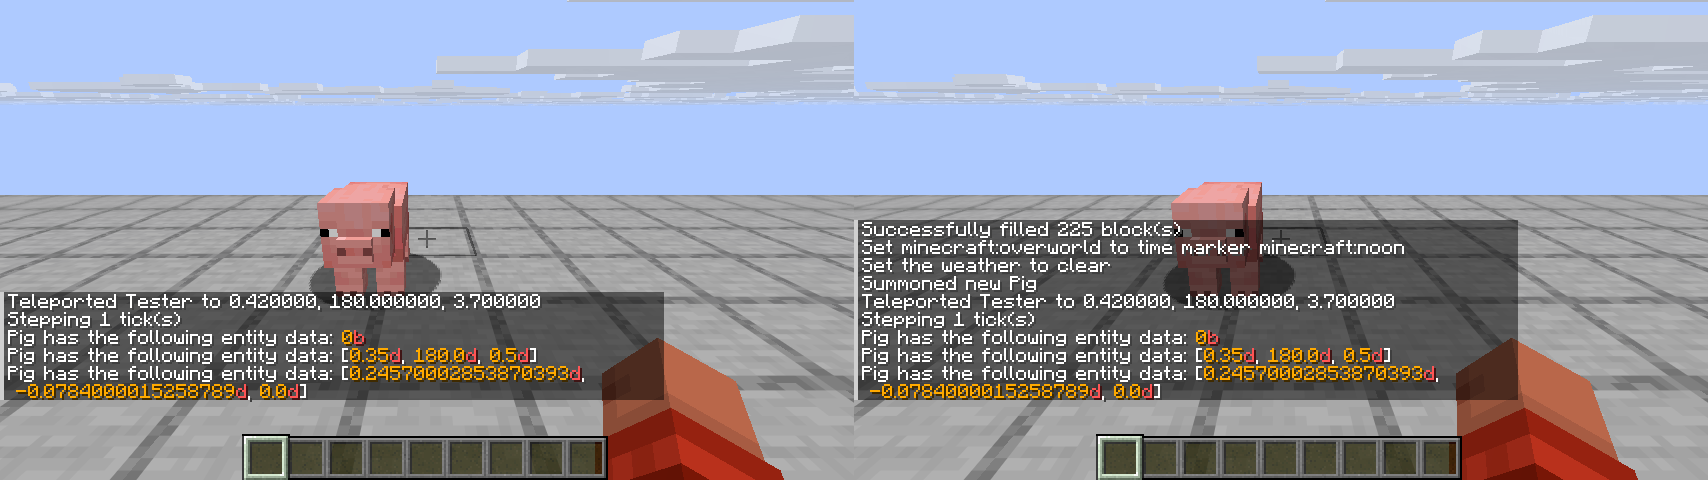 Teleported Tester to 0.420000, 180.000000, 3.700000
Stepping 1 tick(s)
Pig has the following entity data: 0b
Pig has the following entity data: [0.35d, 180.0d, 0.5d]
Pig has the following entity data: [0.24570002853870393d,
-0.0784000015258789d, 0.0d]
Successfully filled 225 block(s)
Set minecraft:overworld to time marker minecraft:noon
Set the weather to clear
Summoned new Pig
Teleported Tester to 0.420000, 180.000000, 3.700000
Stepping 1 tick(s)
Pig has the following entity data: 0b
Pig has the following entity data: [0.35d, 180.0d, 0.5d]
Pig has the following entity data: [0.24570002853870393d,
-0.0784000015258789d, 0.0d]